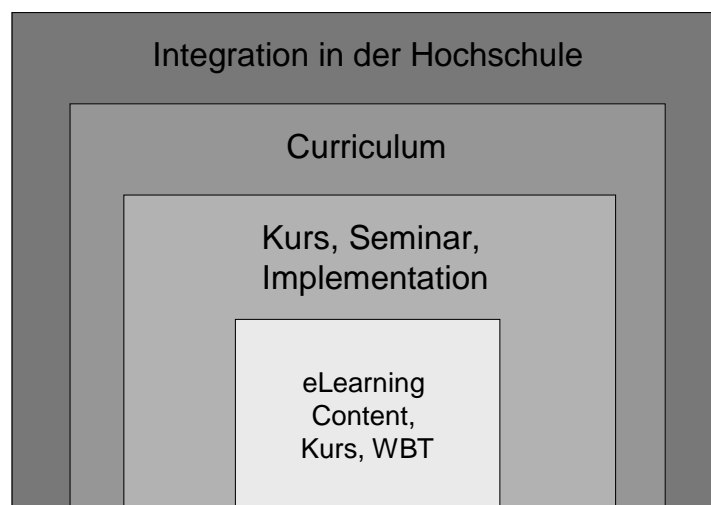 Integration in der Hochschule
Curriculum
Kurs, Seminar,
Implementation
eLearning
Content,
Kurs, WBT